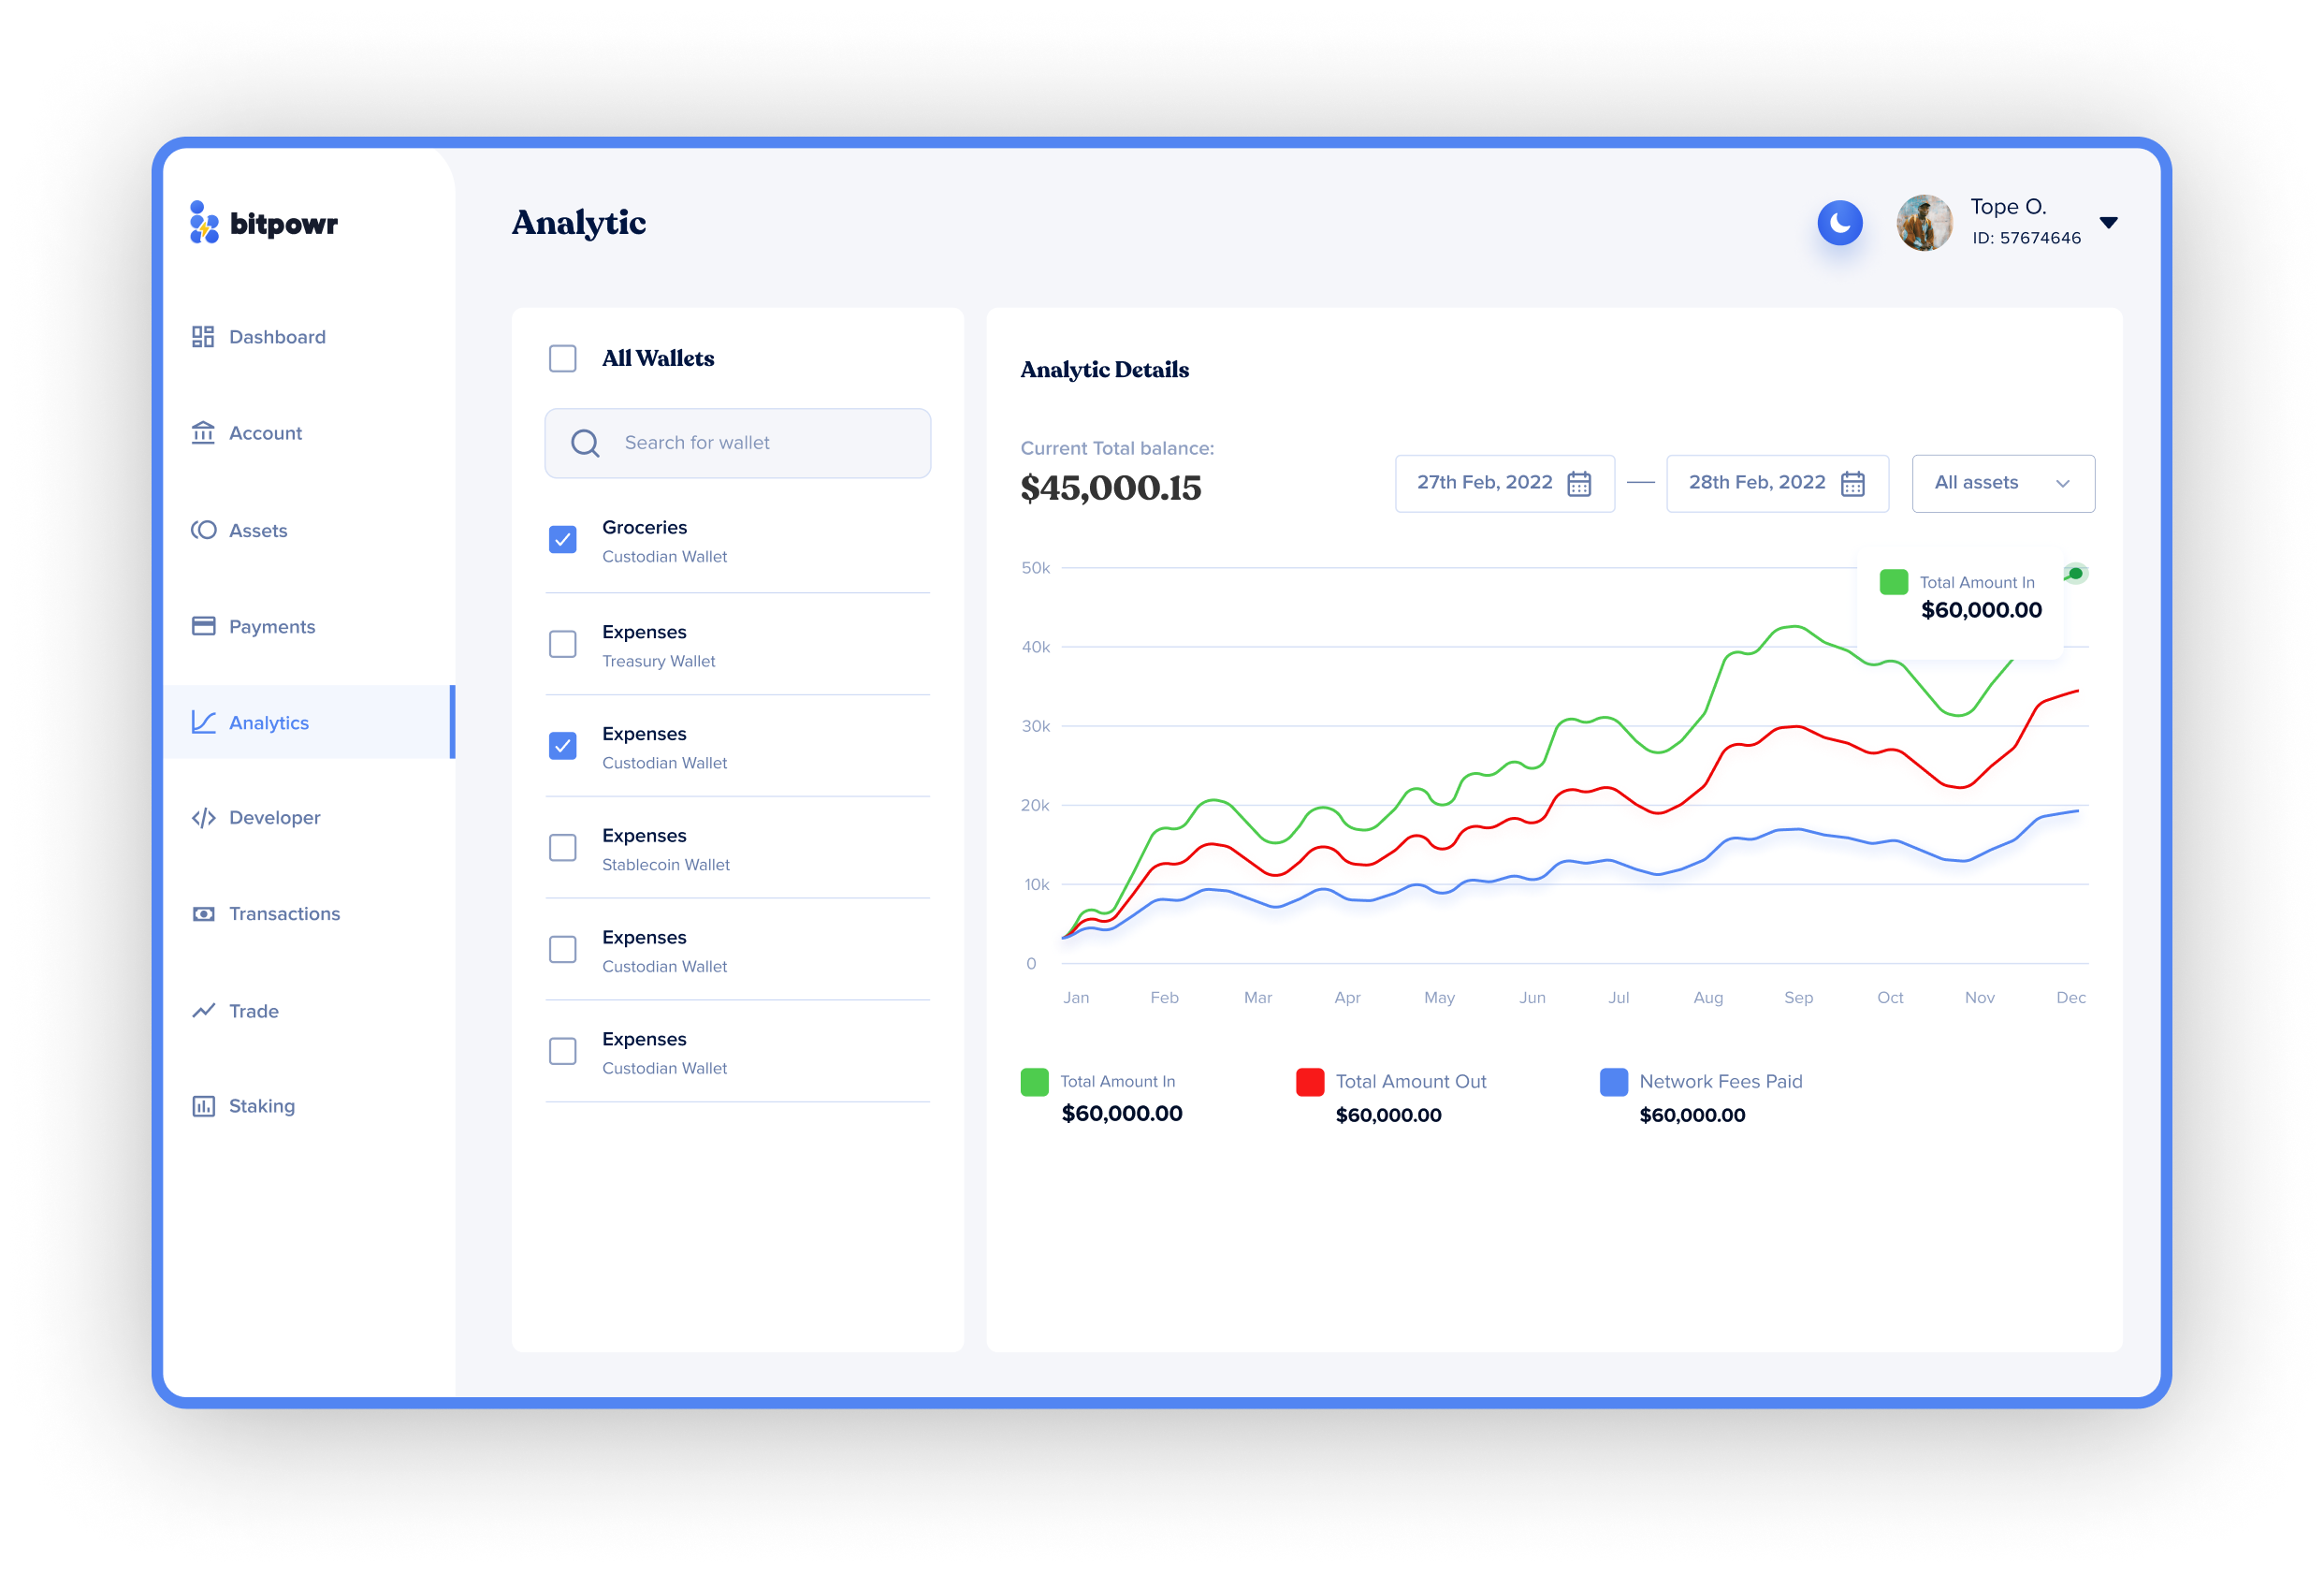 bitpowr
Dashboard
Account
Assets
Payments
Analytics
Developer
Transactions
Trade
Staking
Analytic
Tope O.
ID: 57674646
All Wallets
Search for wallet
Groceries
Custodian Wallet
Expenses
Treasury Wallet
Expenses
Custodian Wallet
Expenses
Stablecoin Wallet
Expenses
Custodian Wallet
Expenses
Custodian Wallet
Analytic Details
Current Total balance:
$45,000.15
27th Feb, 2022 — 28th Feb, 2022 All assets
50k
40k
30k
20k
10k
0
Total Amount In
$60,000.00
Jan Feb Mar Apr May Jun Jul Aug Sep Oct Nov Dec
Total Amount In
$60,000.00
Total Amount Out
$60,000.00
Network Fees Paid
$60,000.00